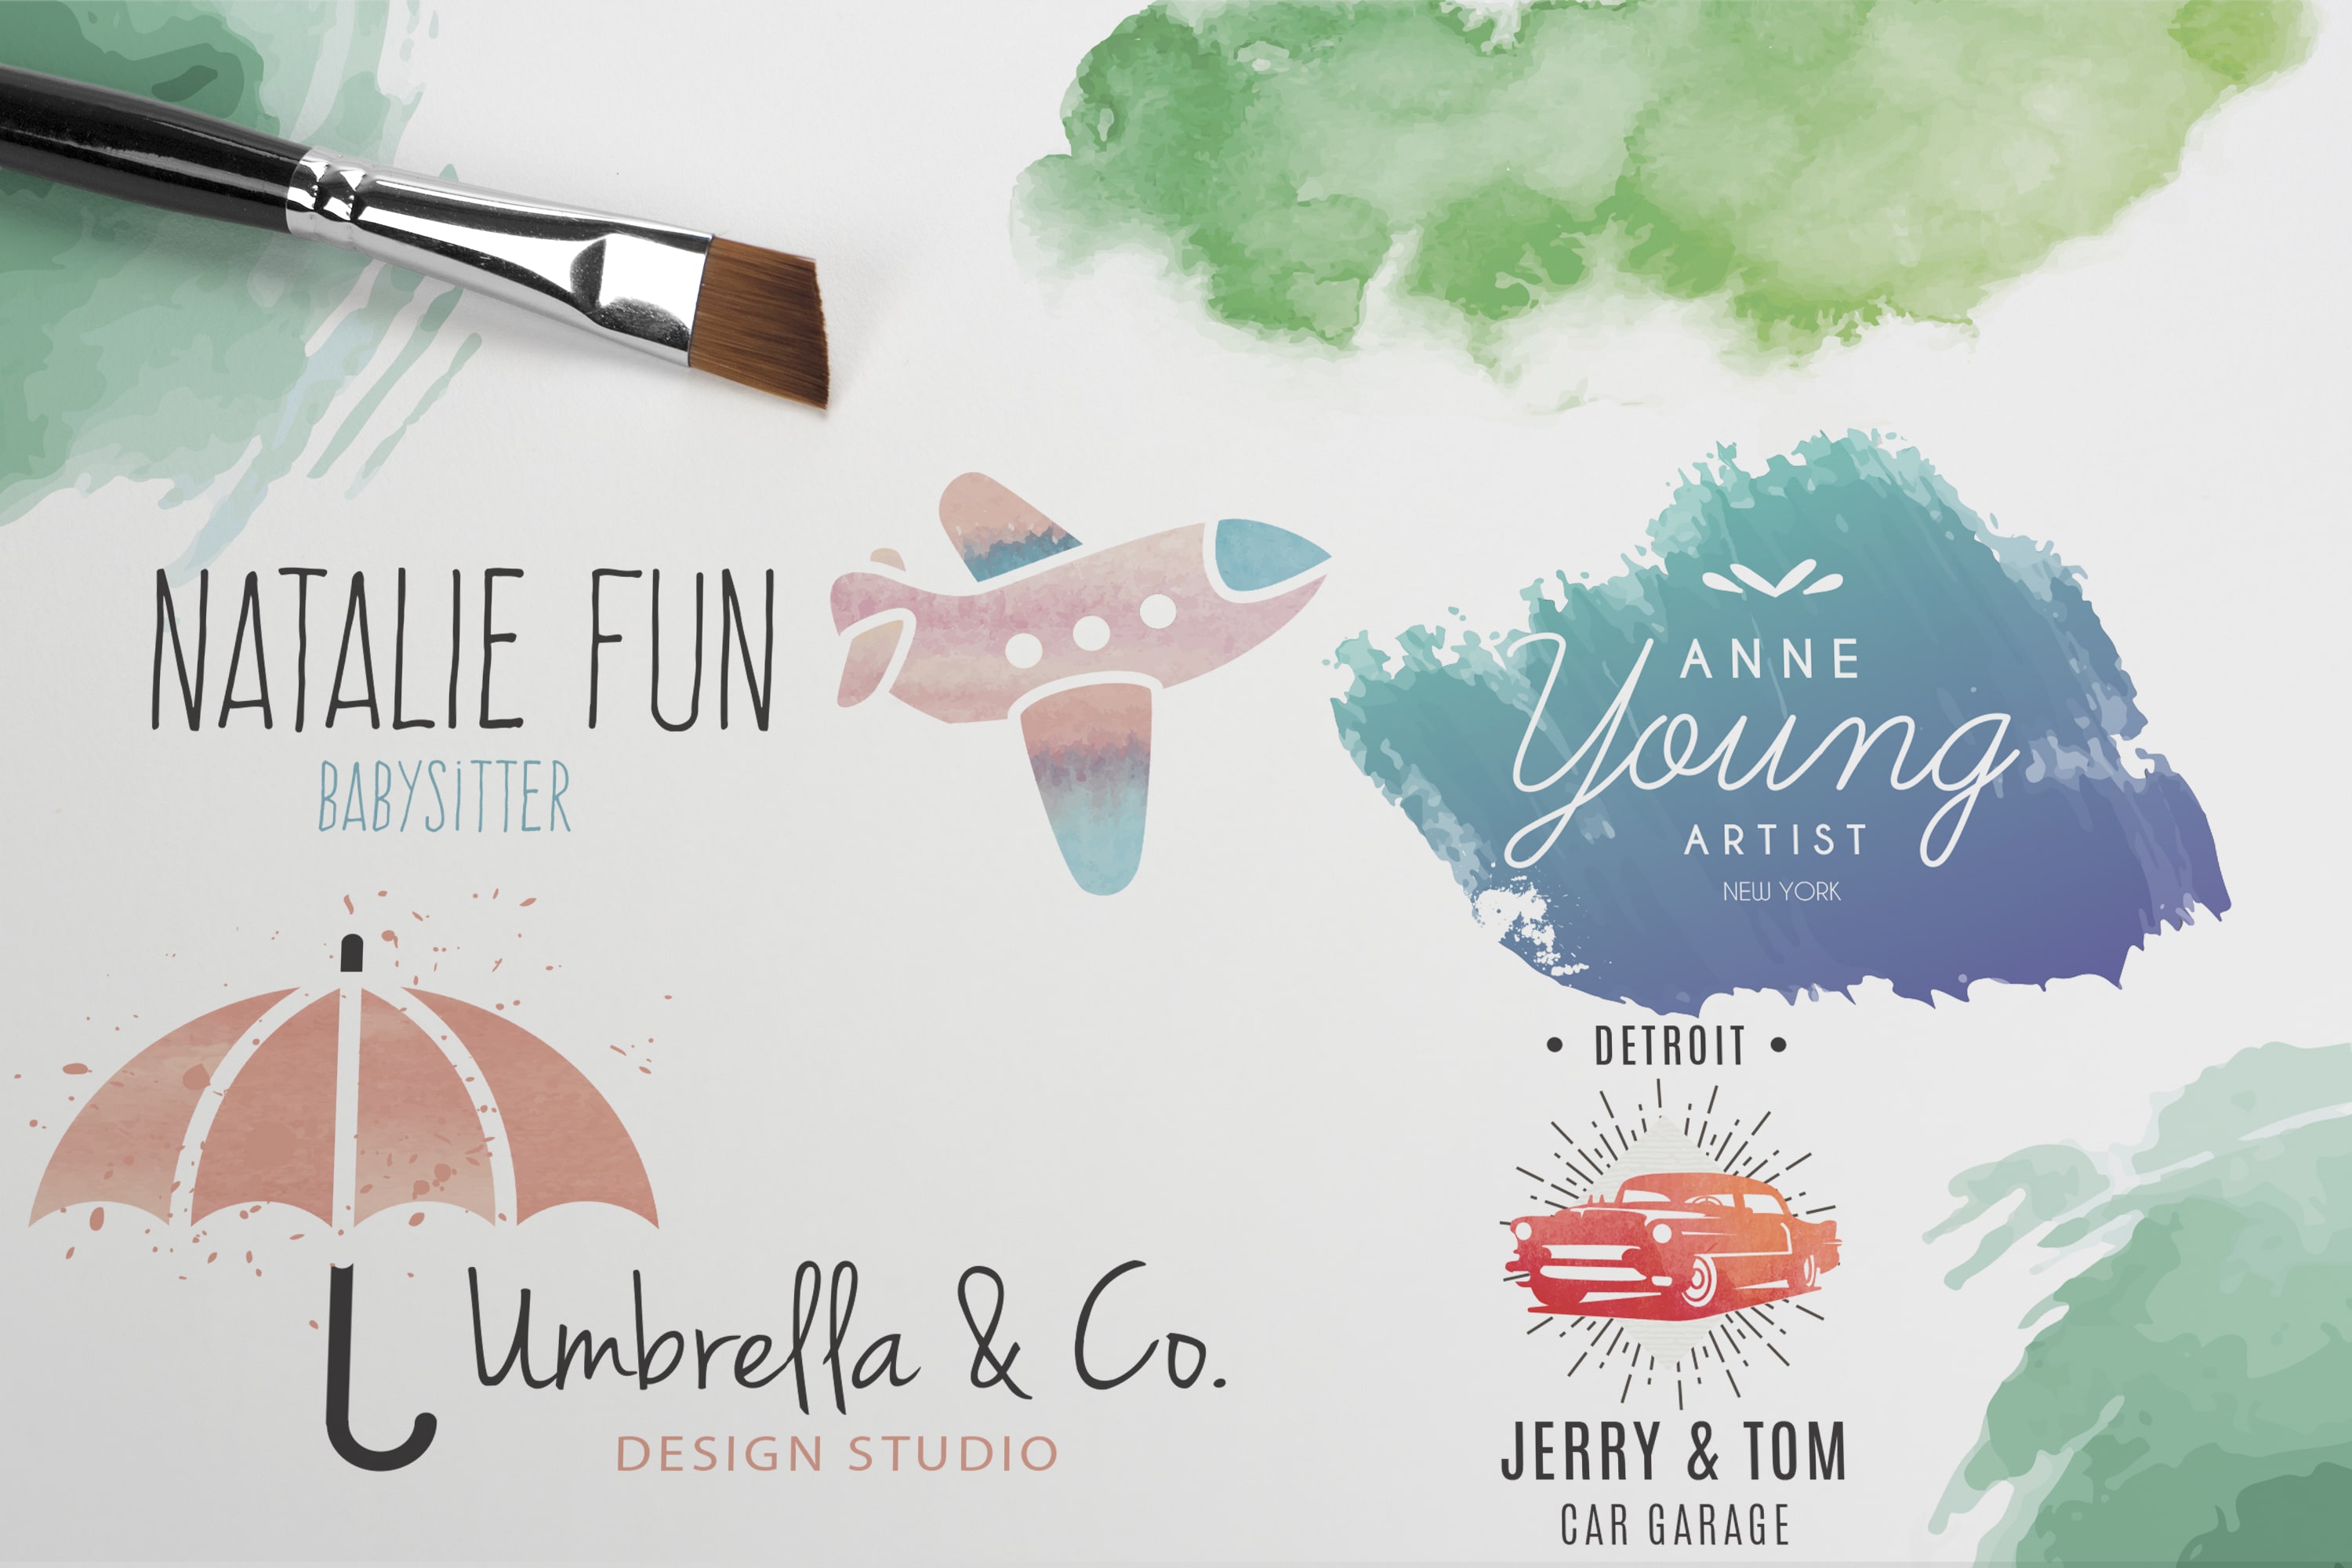 NATALIE FUN
BABYSiTTER
ANNE
Young
ARTIST
NEW YORK
Umbrella & Co.
DESIGN STUDIO
• DETROIT •
JERRY & TOM
CAR GARAGE